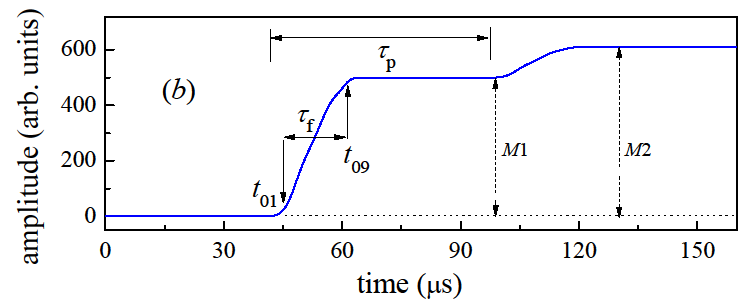 amplitude (arb. units)
600
400
200
0
(b)
τp
τf
t01
t09
M1
M2
0 30 60 90 120 150
time (μs)